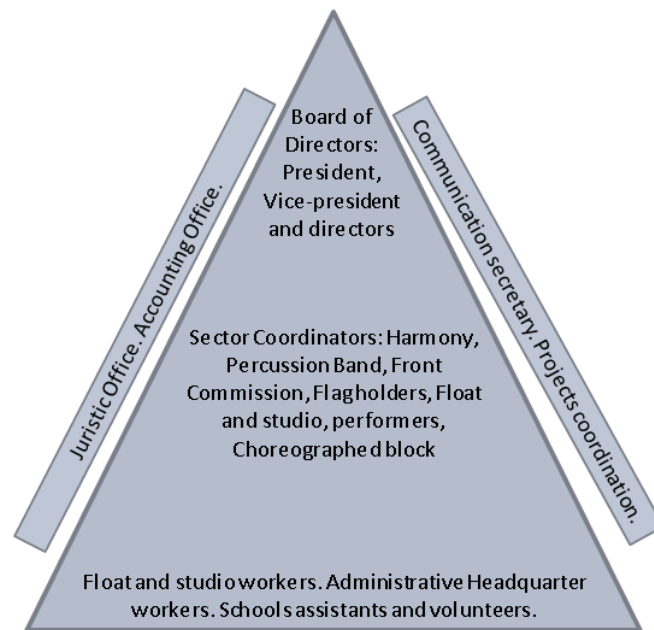 Board of
Directors:
President,
Vice-president
and directors
Juristic Office. Accounting Office.
Communication secretary. Projects coordination.
Sector Coordinators: Harmony,
Percussion Band, Front
Commission, Flagholders, Float
and studio, performers,
Choreographed block
Float and studio workers. Administrative Headquarter
workers. Schools assistants and volunteers.